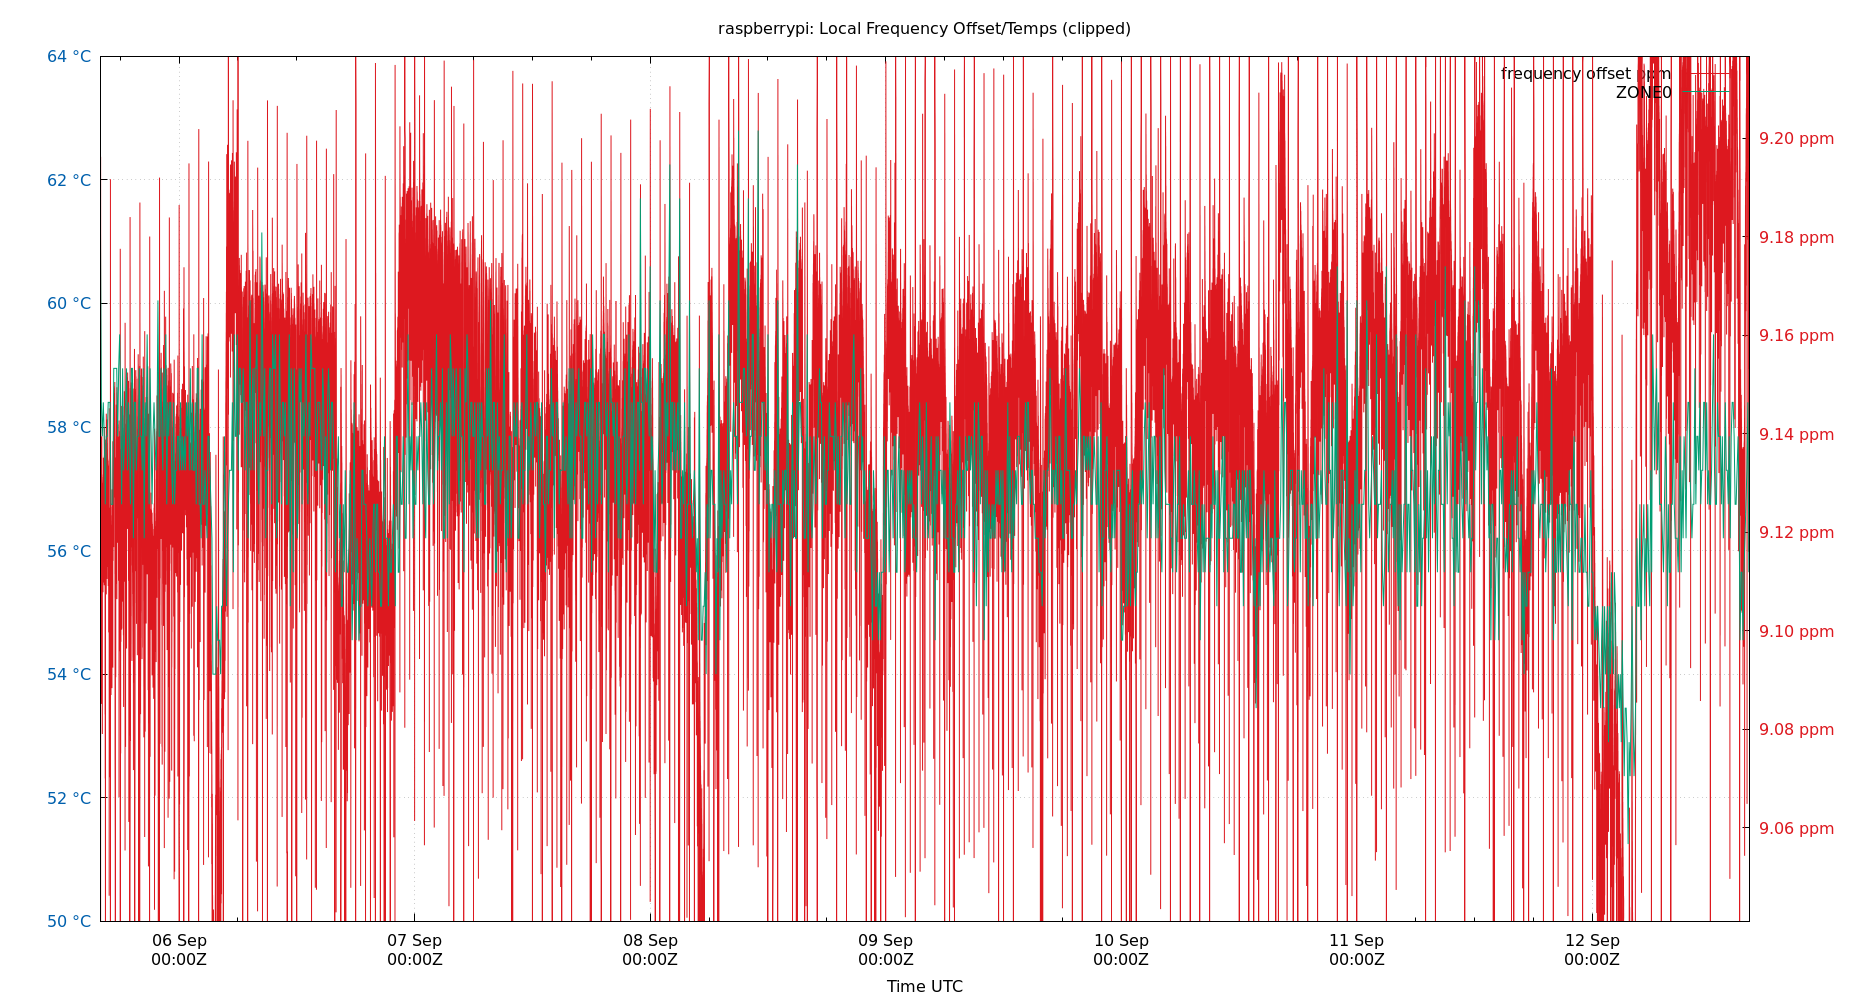 raspberrypi: Local Frequency Offset/Temps (clipped)
64 °C
62 °C
60 °C
58 °C
56 °C
54 °C
52 °C
50 °C
frequency offset ppm
ZONE0
9.20 ppm
9.18 ppm
9.16 ppm
9.14 ppm
9.12 ppm
9.10 ppm
9.08 ppm
9.06 ppm
06 Sep 07 Sep 08 Sep 09 Sep 10 Sep 11 Sep 12 Sep
00:00Z 00:00Z 00:00Z 00:00Z 00:00Z 00:00Z 00:00Z
Time UTC